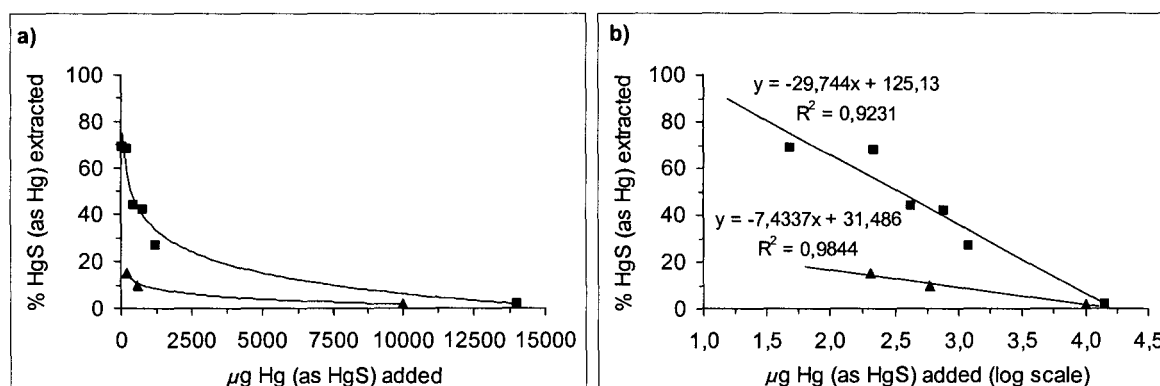 a)
% HgS (as Hg) extracted
100
80
60
40
20
0
0 2500 5000 7500 10000 12500 15000
µg Hg (as HgS) added
b)
% HgS (as Hg) extracted
100
80
60
40
20
0
y = -29,744x + 125,13
R² = 0,9231
y = -7,4337x + 31,486
R² = 0,9844
1,0 1,5 2,0 2,5 3,0 3,5 4,0 4,5
µg Hg (as HgS) added (log scale)